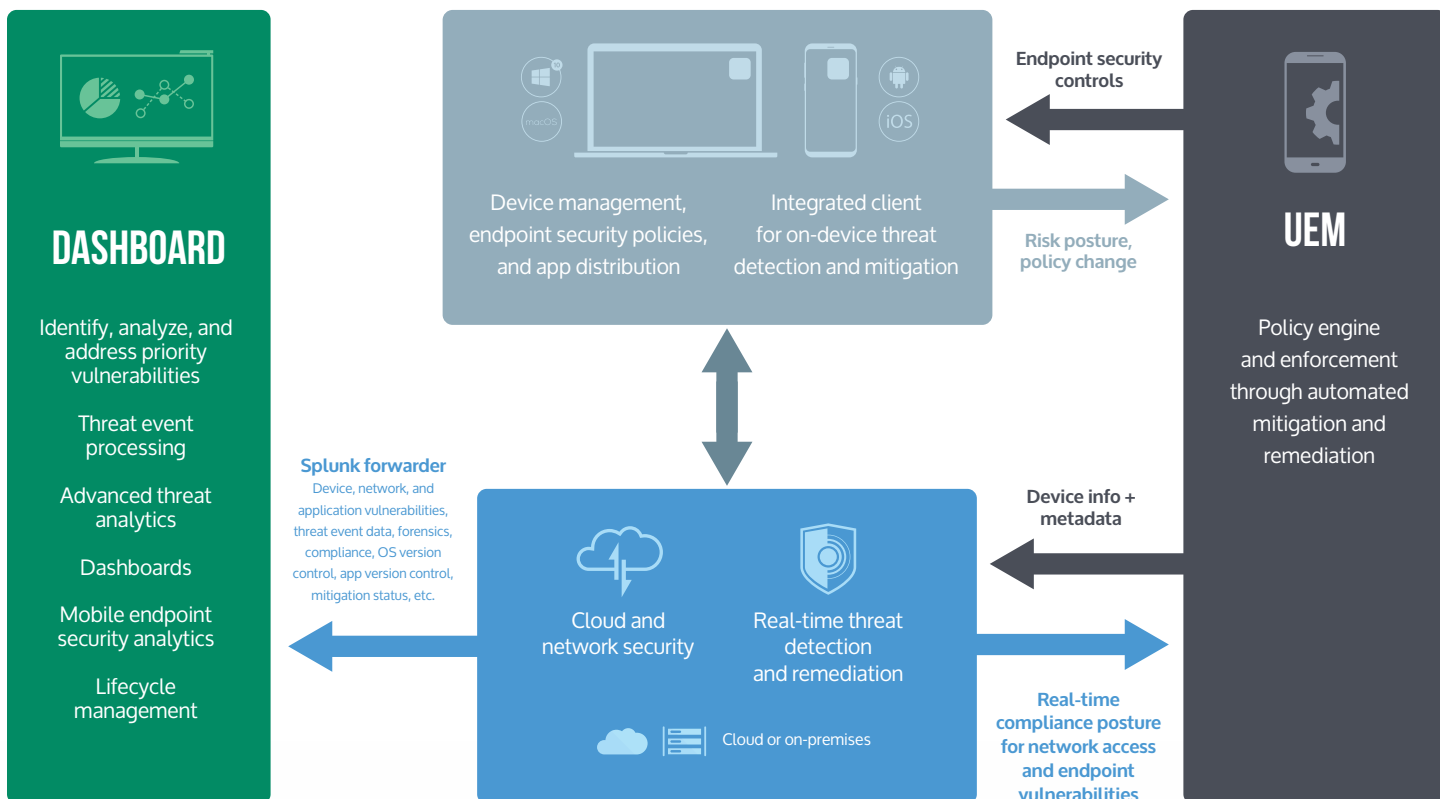 DASHBOARD
Identify, analyze, and
address priority
vulnerabilities
Threat event
processing
Advanced threat
analytics
Dashboards
Mobile endpoint
security analytics
Lifecycle
management
Splunk forwarder
Device, network, and
application vulnerabilities,
threat event data, forensics,
compliance, OS version
control, app version control,
mitigation status, etc.
10
macOS
iOS
Device management,
endpoint security policies,
and app distribution
Integrated client
for on-device threat
detection and mitigation
Cloud and
network security
Real-time threat
detection
and remediation
Cloud or on-premises
Endpoint security
controls
Risk posture,
policy change
Device info +
metadata
Real-time
compliance posture
for network access
and endpoint
vulnerabilities
UEM
Policy engine
and enforcement
through automated
mitigation and
remediation